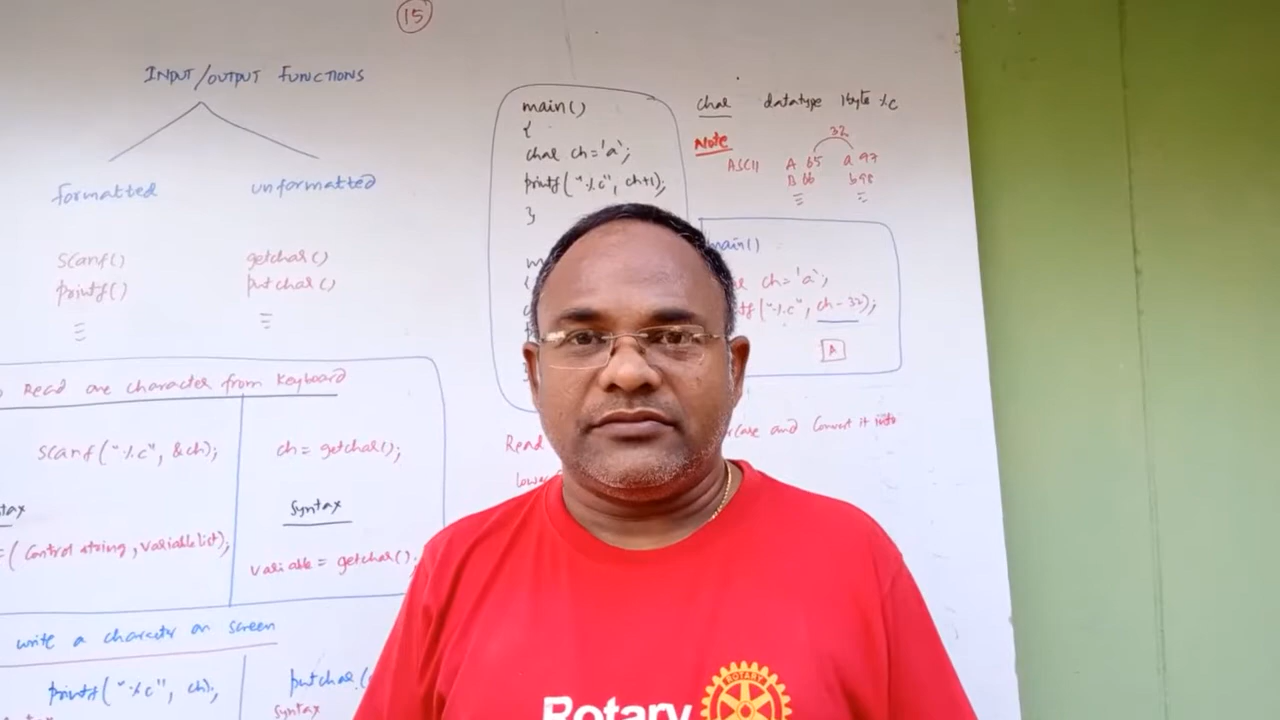 15
INPUT/OUTPUT FUNCTIONS
formatted
unformatted
scanf()
getchar()
printf()
putchar()
Read one character from Keyboard
scanf("%c", &ch);
ch = getchar();
Syntax
(Control string, variable list);
variable = getchar();
write a character on screen
printf("%c", ch);
putchar(
Syntax
main()
{
char ch='a';
printf("%c", ch+1);
}
char datatype 1byte %c
Note
32
ASCII A 65 a 97
B 66 b 98
main()
ch='a';
("%c", ch-32);
A
Read
case and convert it into
Rotary
ROTARY